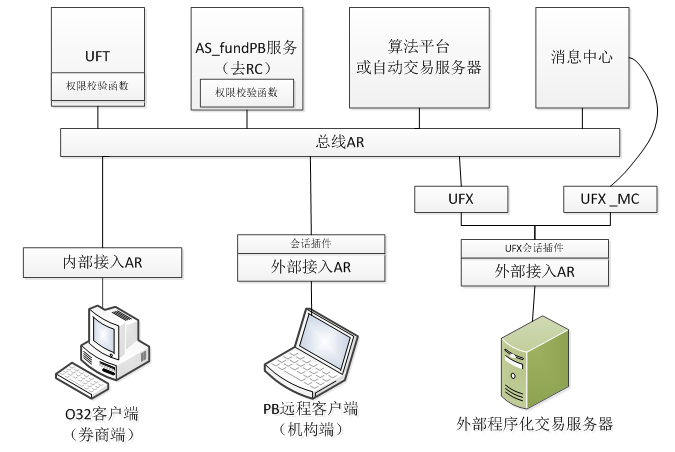 UFT
权限校验函数
AS_fundPB服务
（去RC）
权限校验函数
算法平台
或自动交易服务器
消息中心
总线AR
UFX
UFX _MC
内部接入AR
会话插件
外部接入AR
UFX会话插件
外部接入AR
O32客户端
（券商端）
PB远程客户端
（机构端）
外部程序化交易服务器